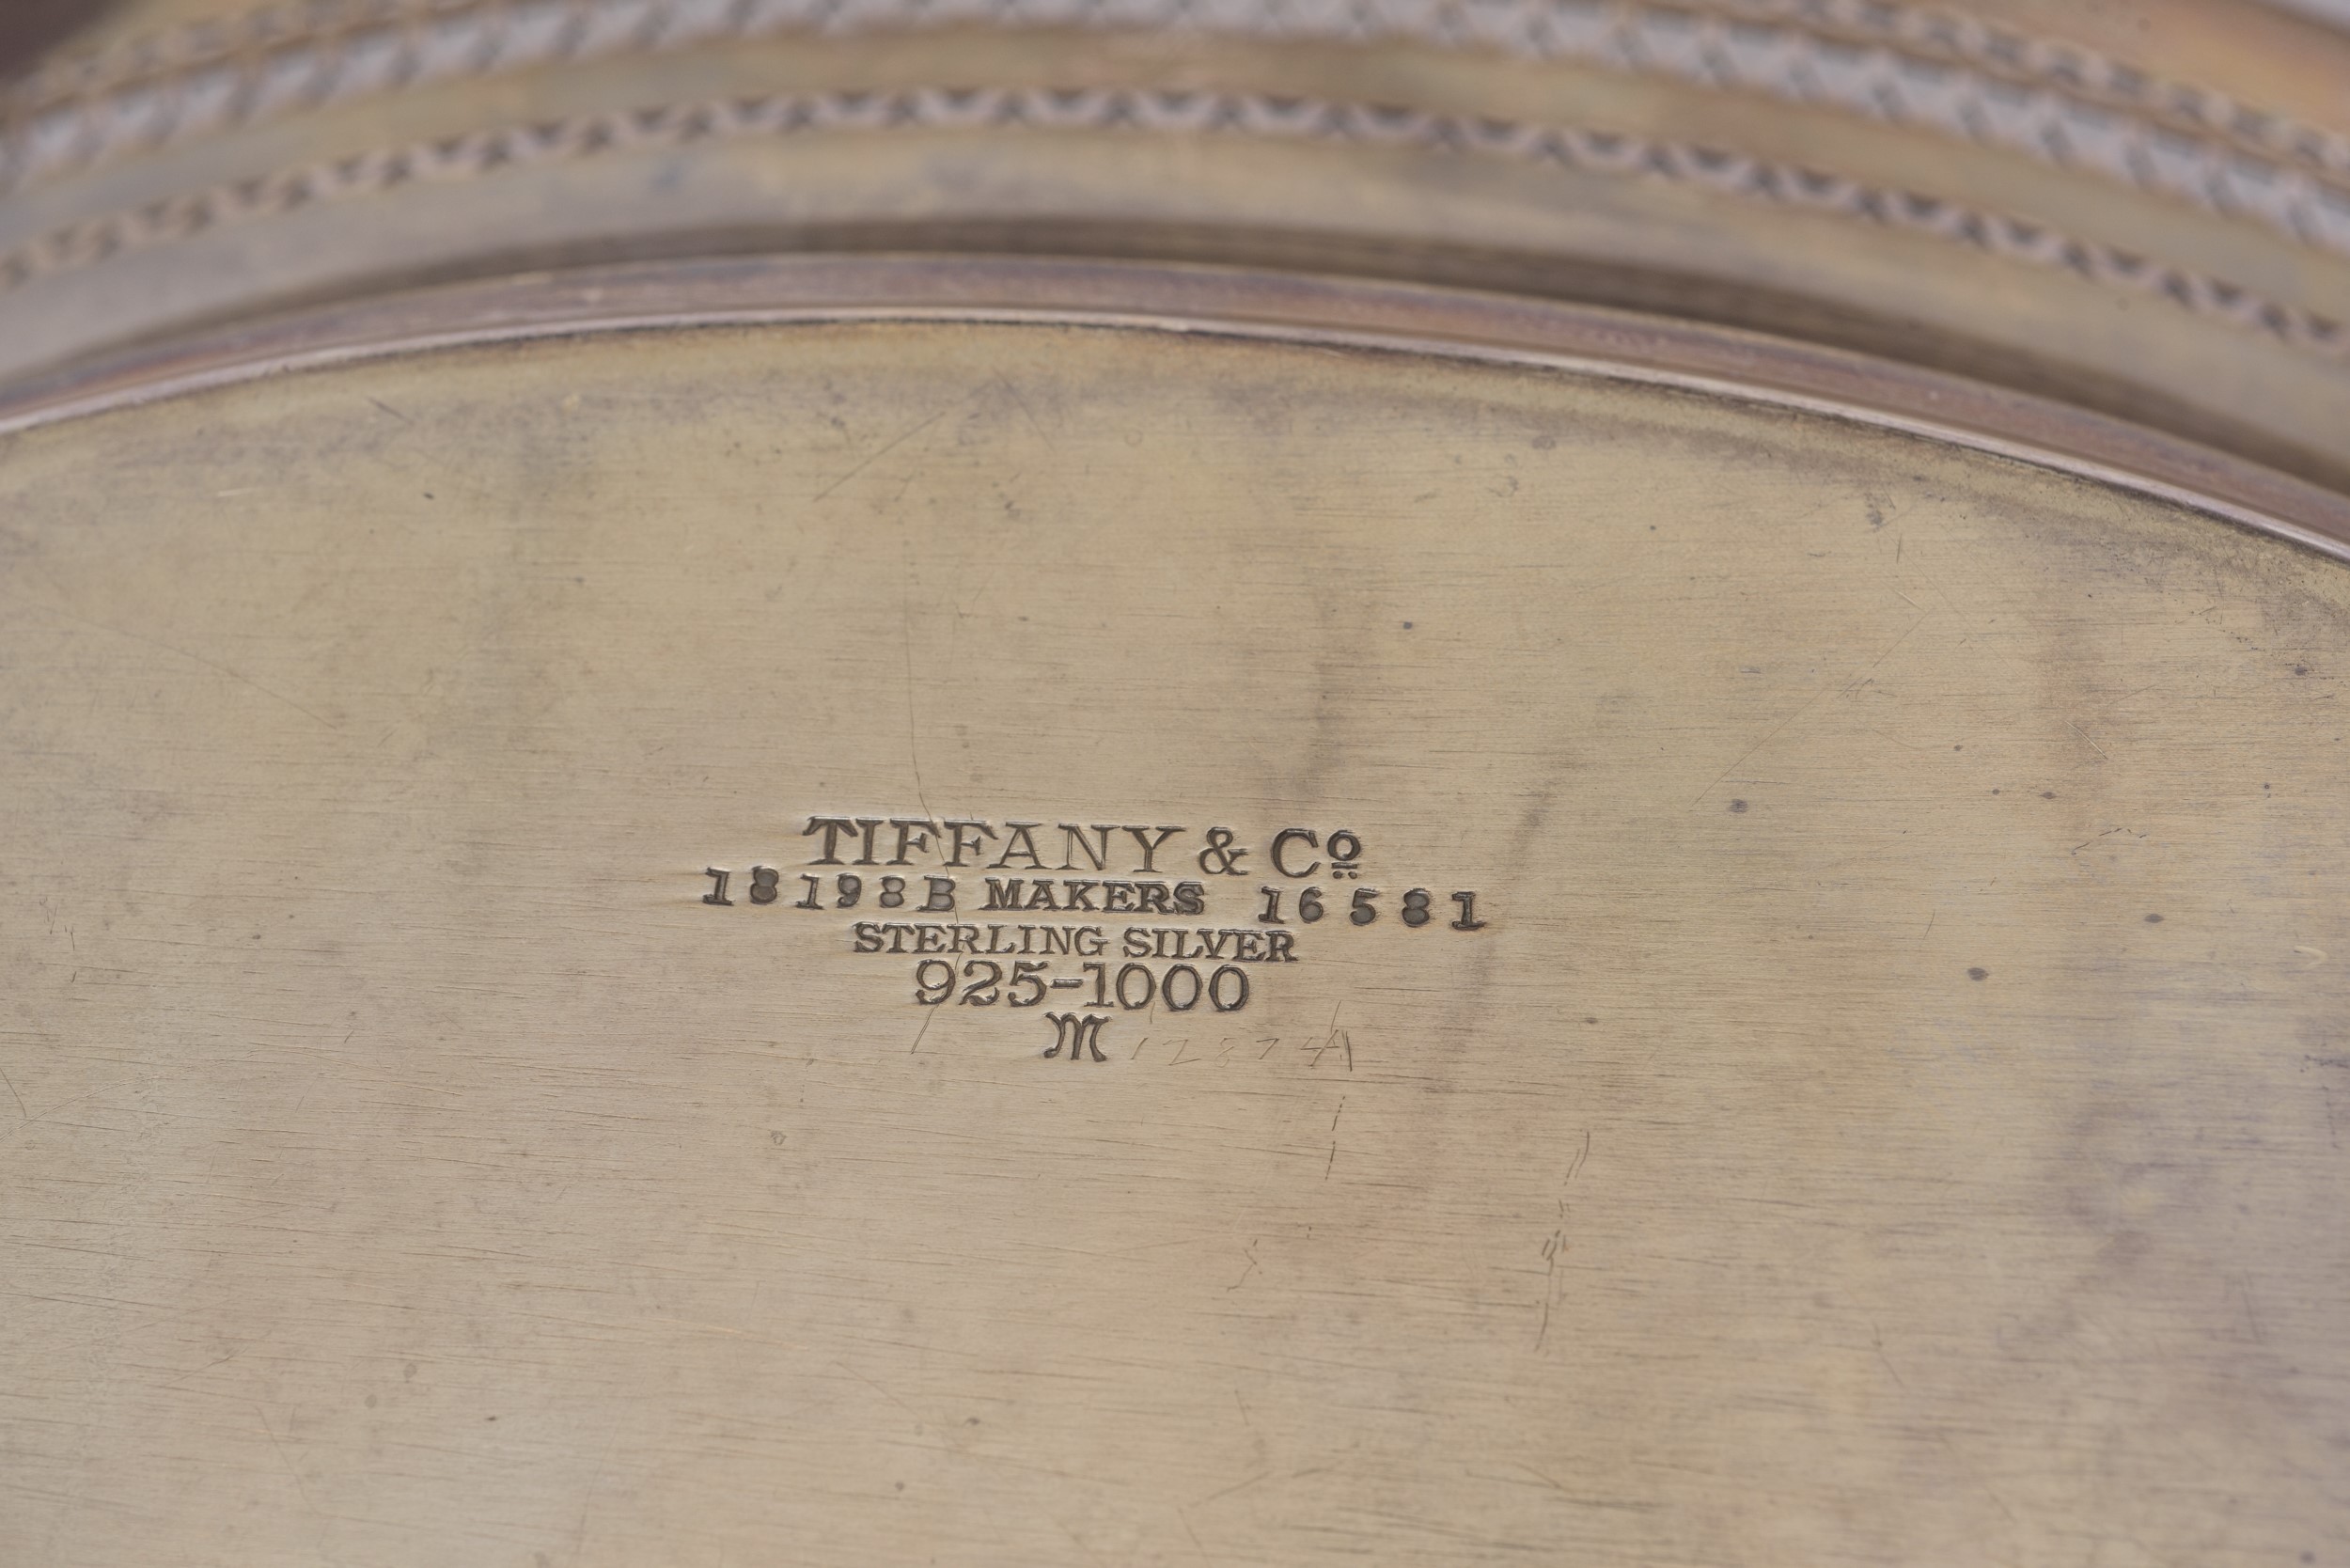 TIFFANY & Cº
18198B MAKERS 16581
STERLING SILVER
925-1000
M